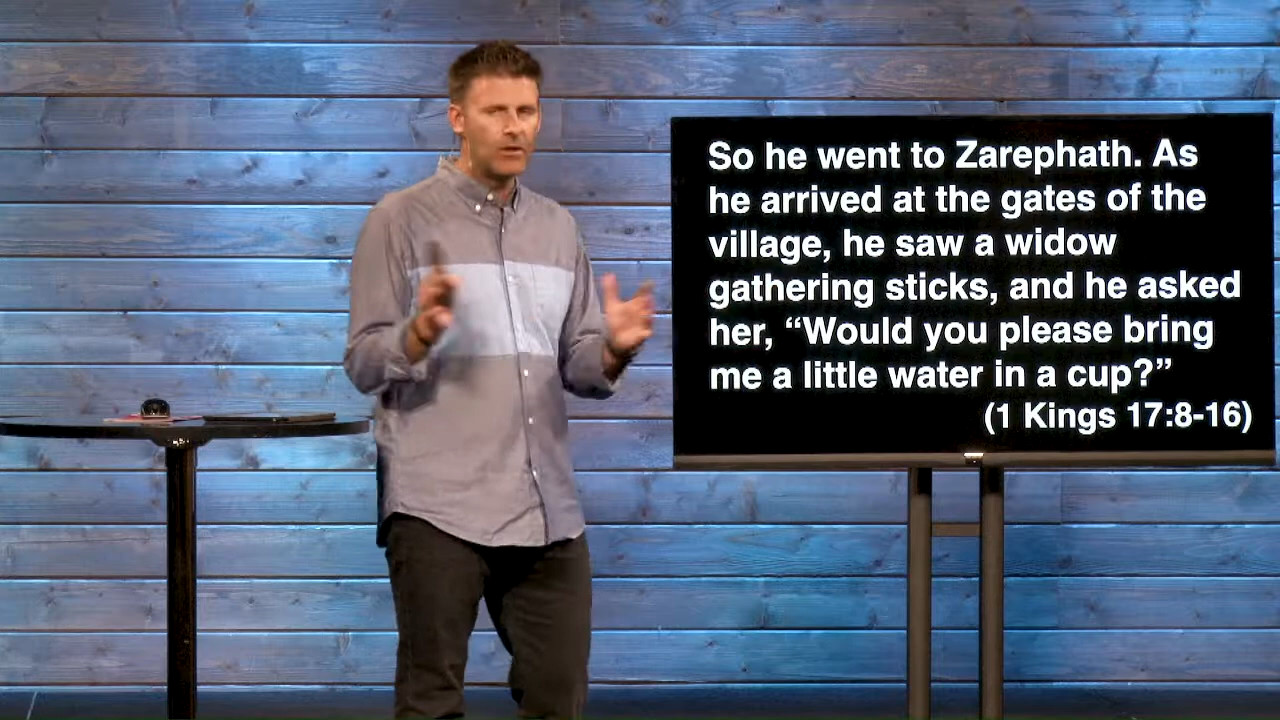 So he went to Zarephath. As
he arrived at the gates of the
village, he saw a widow
gathering sticks, and he asked
her, “Would you please bring
me a little water in a cup?”
(1 Kings 17:8-16)